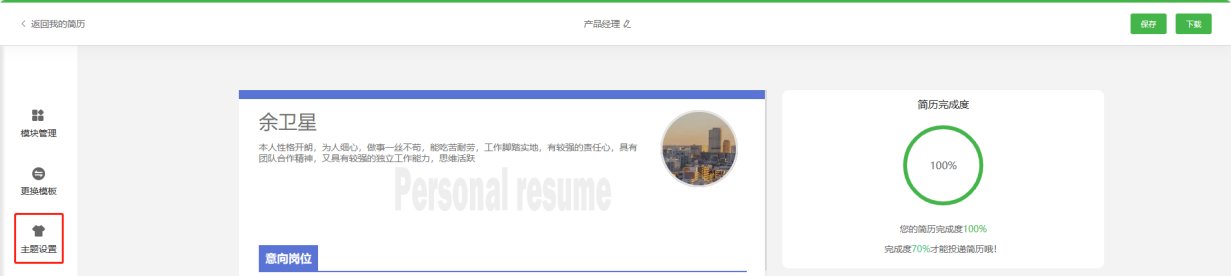 < 返回我的简历
产品经理
保存
下载
模块管理
更换模板
主题设置
余卫星
本人性格开朗，为人细心，做事一丝不苟，能吃苦耐劳，工作脚踏实地，有较强的责任心，具有
团队合作精神，又具有较强的独立工作能力，思维活跃
Personal resume
意向岗位
简历完成度
100%
您的简历完成度100%
完成度70%才能投递简历哦!